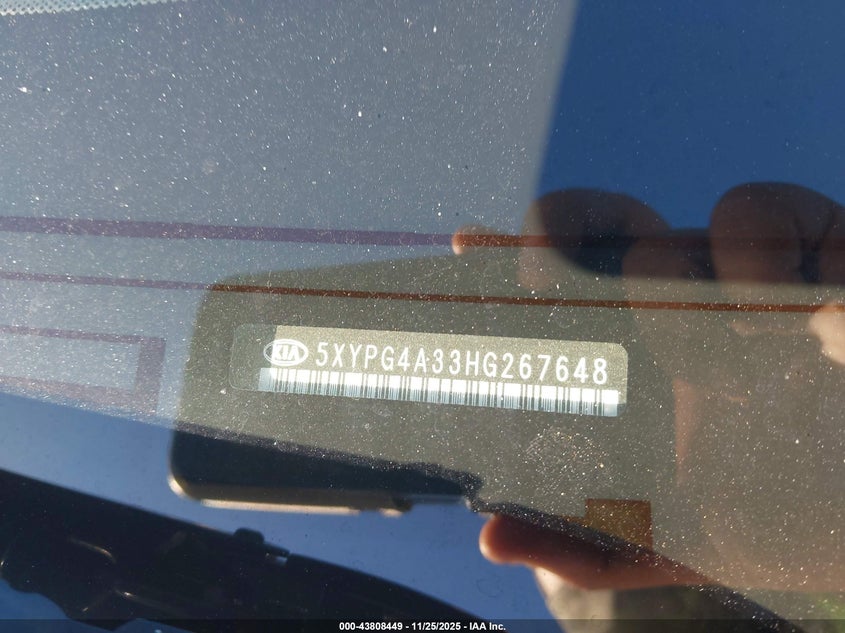 KIA 5XYPG4A33HG267648
000-43808449 - 11/25/2025 - IAA Inc.